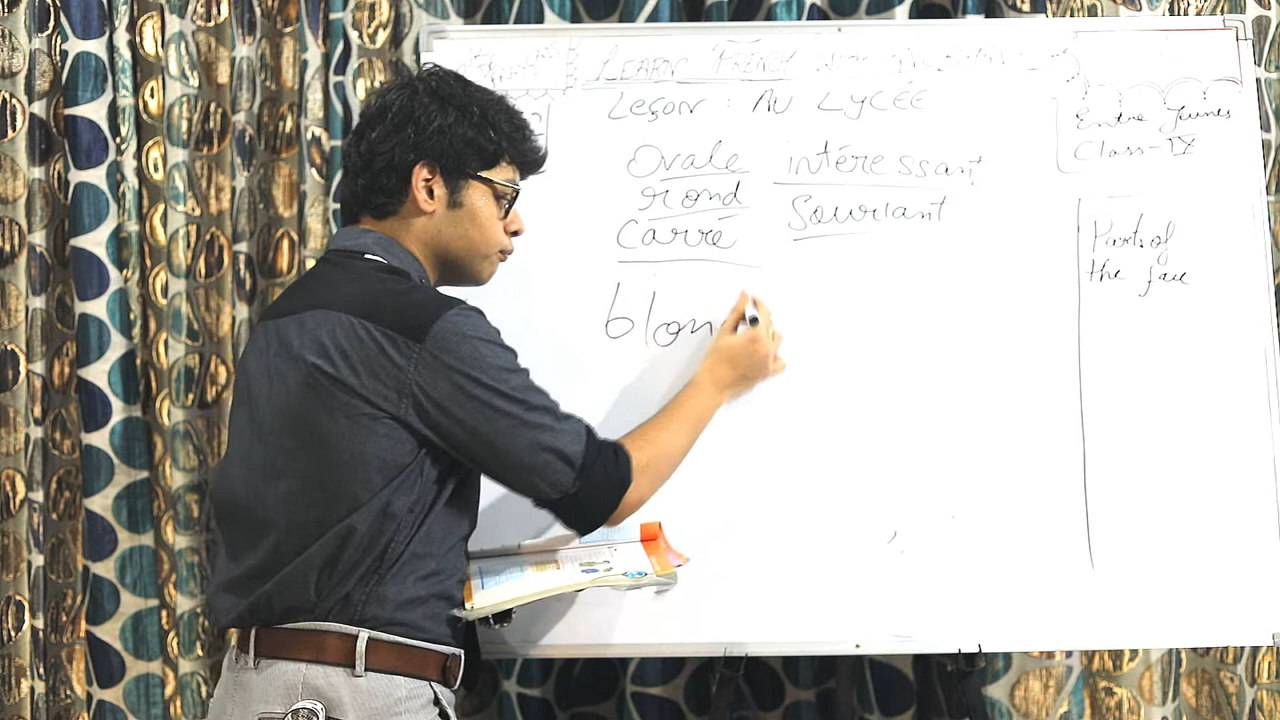 LEARN FRENCH
Leçon : AU LYCÉE
Ovale intéressant
rond Souriant
Carré
blon
Entre Jeunes
Class-IX
Parts of
the face